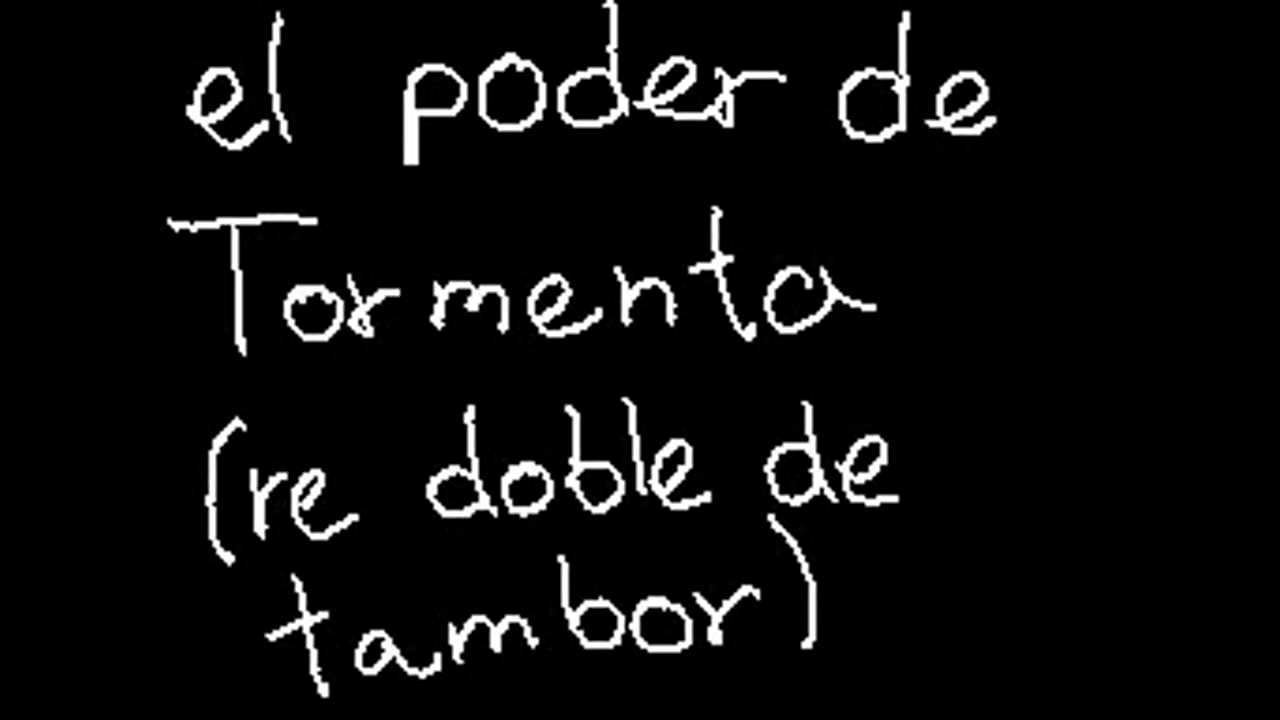 el poder de
Tormenta
(re doble de
tambor)